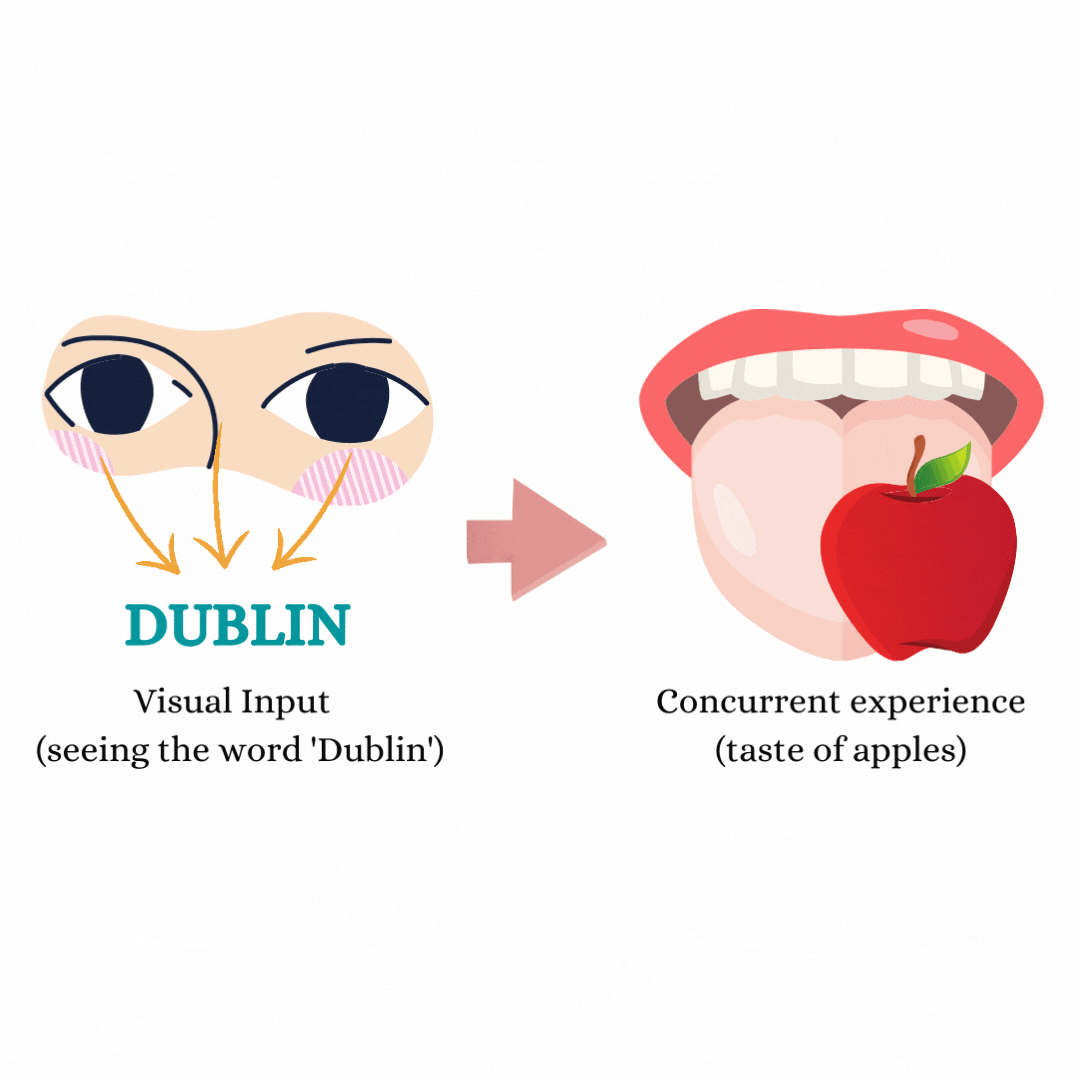 DUBLIN
Visual Input
(seeing the word 'Dublin')
Concurrent experience
(taste of apples)